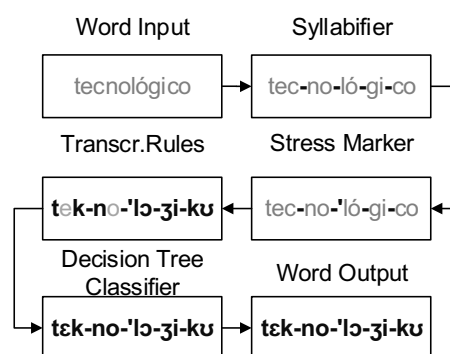 Word Input
Syllabifier
tecnológico
tec-no-ló-gi-co
Transcr.Rules
Stress Marker
tek-no-'lɔ-ʒi-kʊ
tec-no-'ló-gi-co
Decision Tree
Classifier
Word Output
tɛk-no-'lɔ-ʒi-kʊ
tɛk-no-'lɔ-ʒi-kʊ